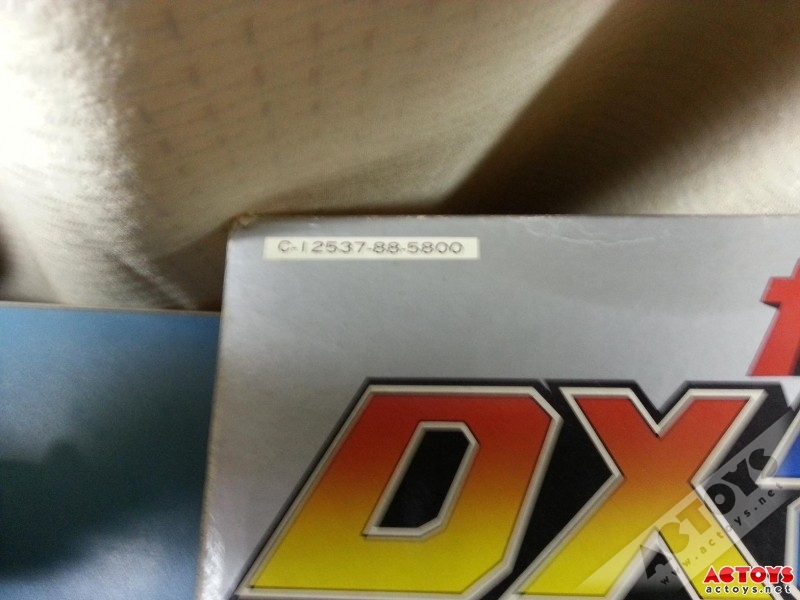 C-12537-88-5800
DX
ACTOYS
www.actoys.net
ACTOYS
actoys.net